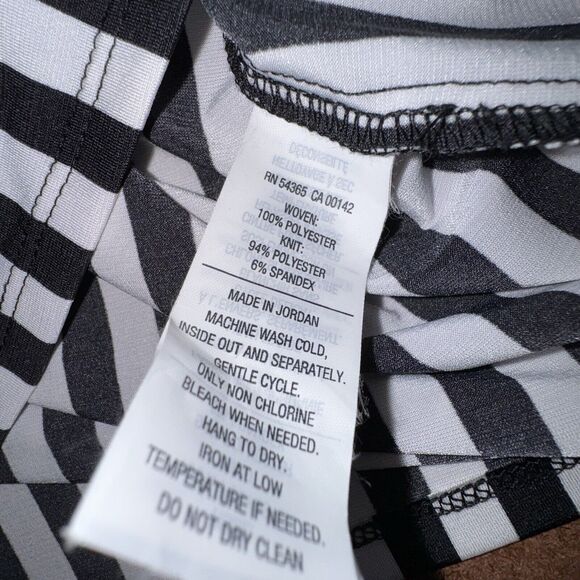 RN 54365 CA 00142
WOVEN:
100% POLYESTER
KNIT:
94% POLYESTER
6% SPANDEX
MADE IN JORDAN
MACHINE WASH COLD,
INSIDE OUT AND SEPARATELY.
GENTLE CYCLE.
ONLY NON CHLORINE
BLEACH WHEN NEEDED.
HANG TO DRY.
IRON AT LOW
TEMPERATURE IF NEEDED.
DO NOT DRY CLEAN